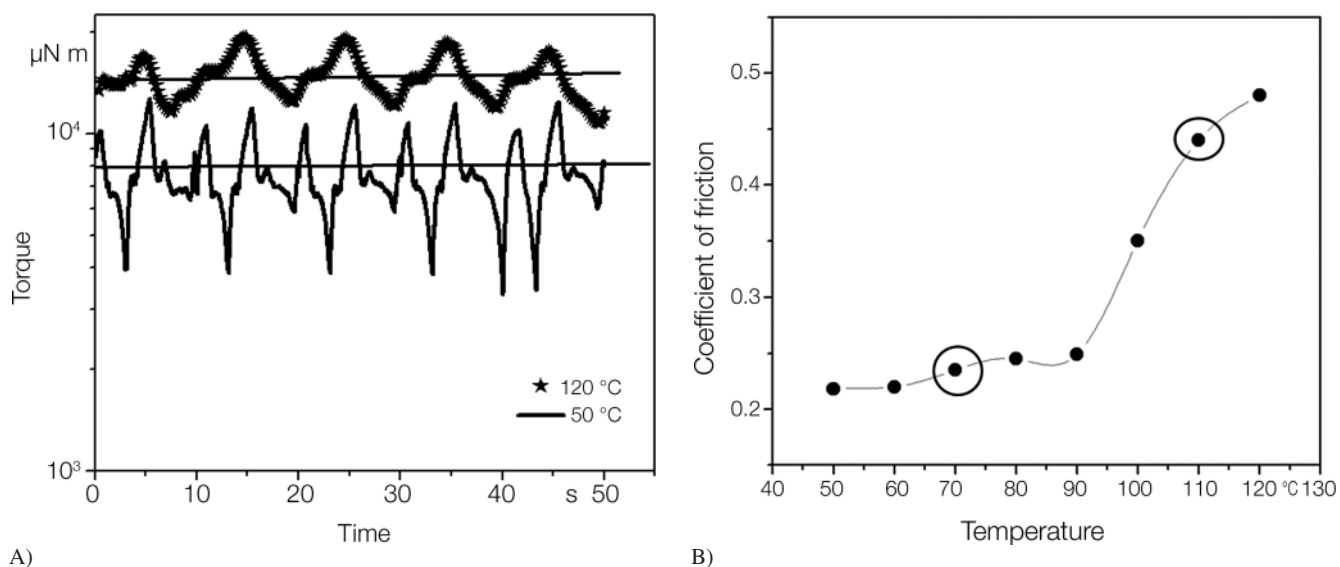 µN m
10⁴
10³
Torque
120 °C
50 °C
0 10 20 30 40 s 50
Time
A)
0.5
0.4
0.3
0.2
Coefficient of friction
40 50 60 70 80 90 100 110 120 °C 130
Temperature
B)